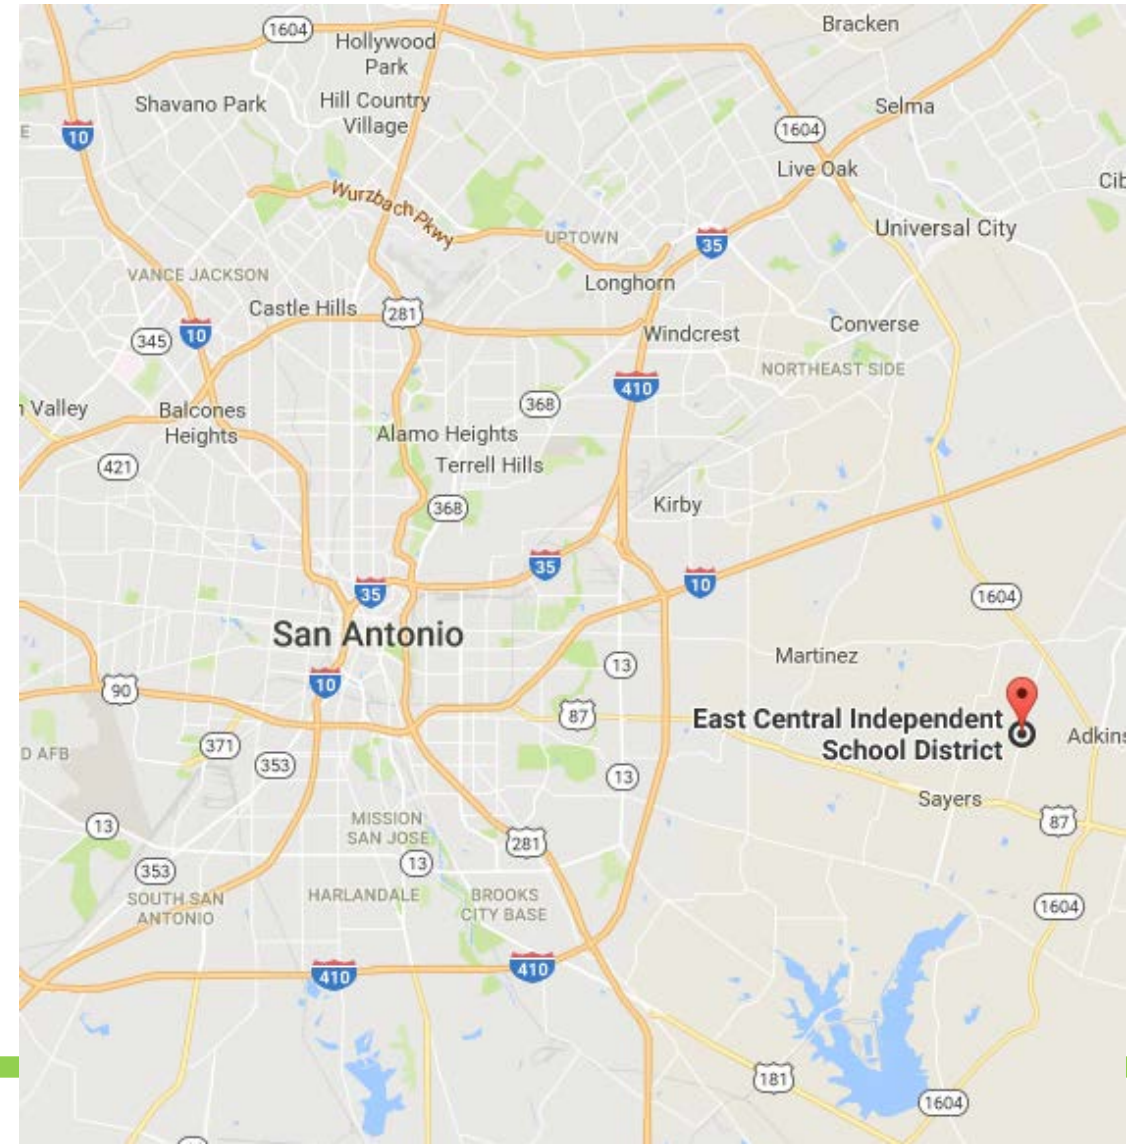 1604
Hollywood
Park
Bracken
Shavano Park
Hill Country
Village
Selma
10
E
1604
Live Oak
Cib
Wurzbach Pkwy
UPTOWN
35
Universal City
VANCE JACKSON
Longhorn
Castle Hills
281
345
10
Windcrest
Converse
NORTHEAST SIDE
410
368
Valley
Balcones
Heights
Alamo Heights
421
Terrell Hills
368
Kirby
35
35
10
1604
San Antonio
13
Martinez
10
90
87
East Central Independent
School District
Adkins
371
353
D AFB
13
Sayers
87
13
MISSION
SAN JOSE
281
13
353
SOUTH SAN
ANTONIO
HARLANDALE
BROOKS
CITY BASE
1604
410
410
181
1604